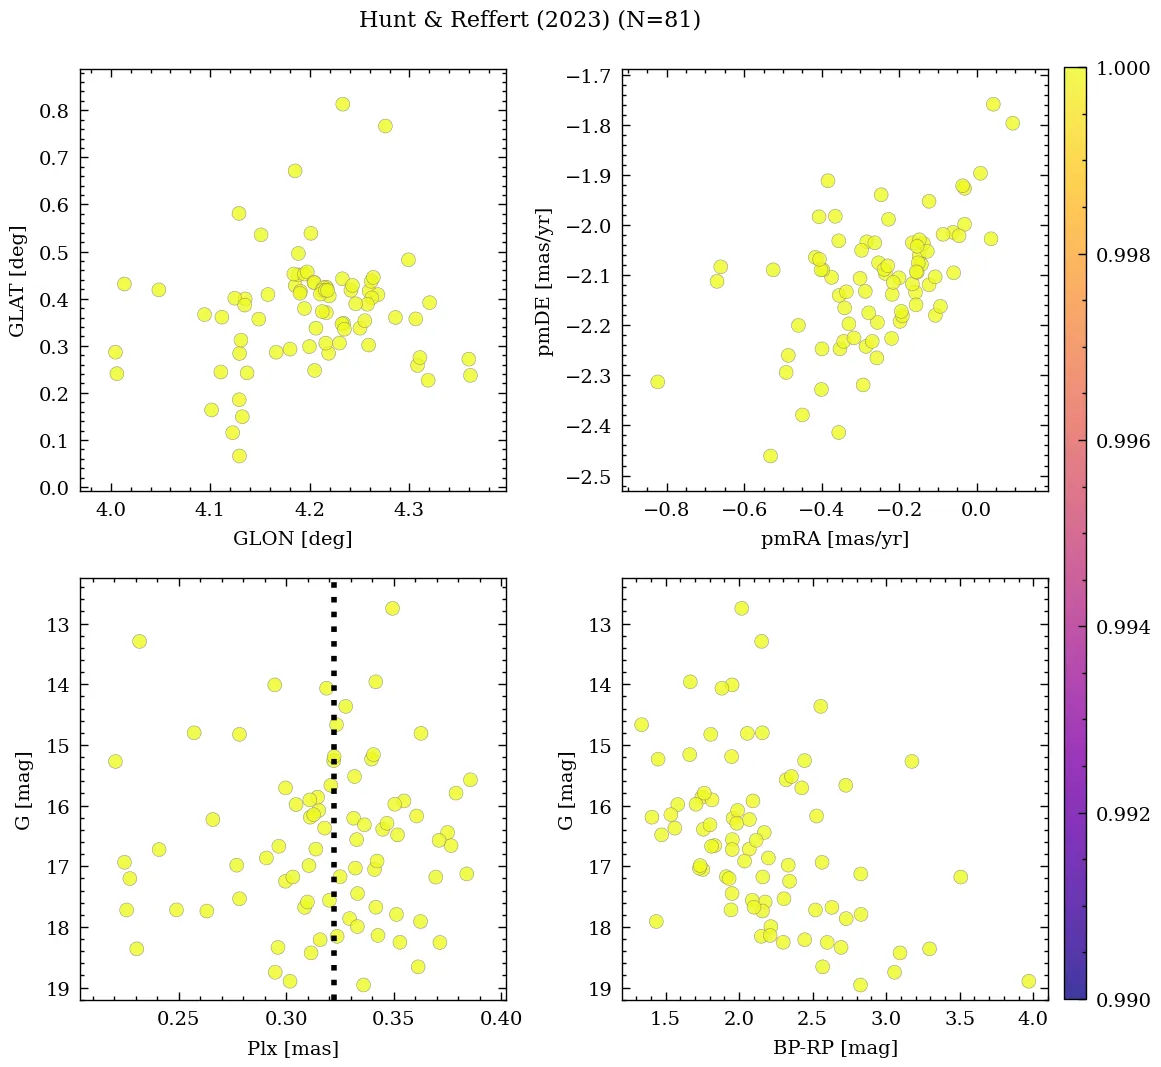 Hunt & Reffert (2023) (N=81)
0.8
0.7
0.6
0.5
0.4
0.3
0.2
0.1
0.0
GLAT [deg]
4.0 4.1 4.2 4.3
GLON [deg]
−1.7
−1.8
−1.9
−2.0
−2.1
−2.2
−2.3
−2.4
−2.5
pmDE [mas/yr]
−0.8 −0.6 −0.4 −0.2 0.0
pmRA [mas/yr]
13
14
15
16
17
18
19
G [mag]
0.25 0.30 0.35 0.40
Plx [mas]
13
14
15
16
17
18
19
G [mag]
1.5 2.0 2.5 3.0 3.5 4.0
BP-RP [mag]
1.000
0.998
0.996
0.994
0.992
0.990